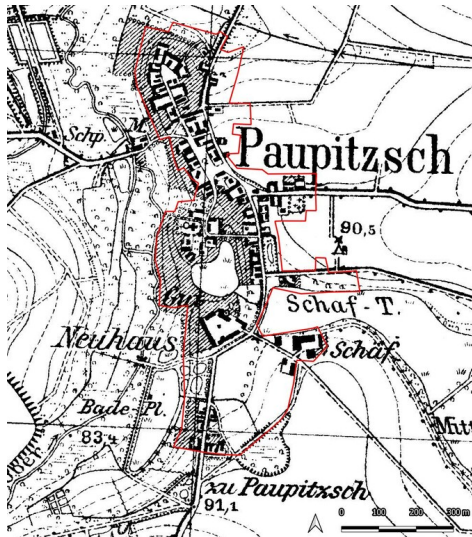 Schp.
M.
Paupitzsch
90,5
Gut
Schaf-T.
Neuhaus
Schäf
Bade-Pl.
83,4
Mitt
zu Paupitzsch
91,1
0 100 200 300 m